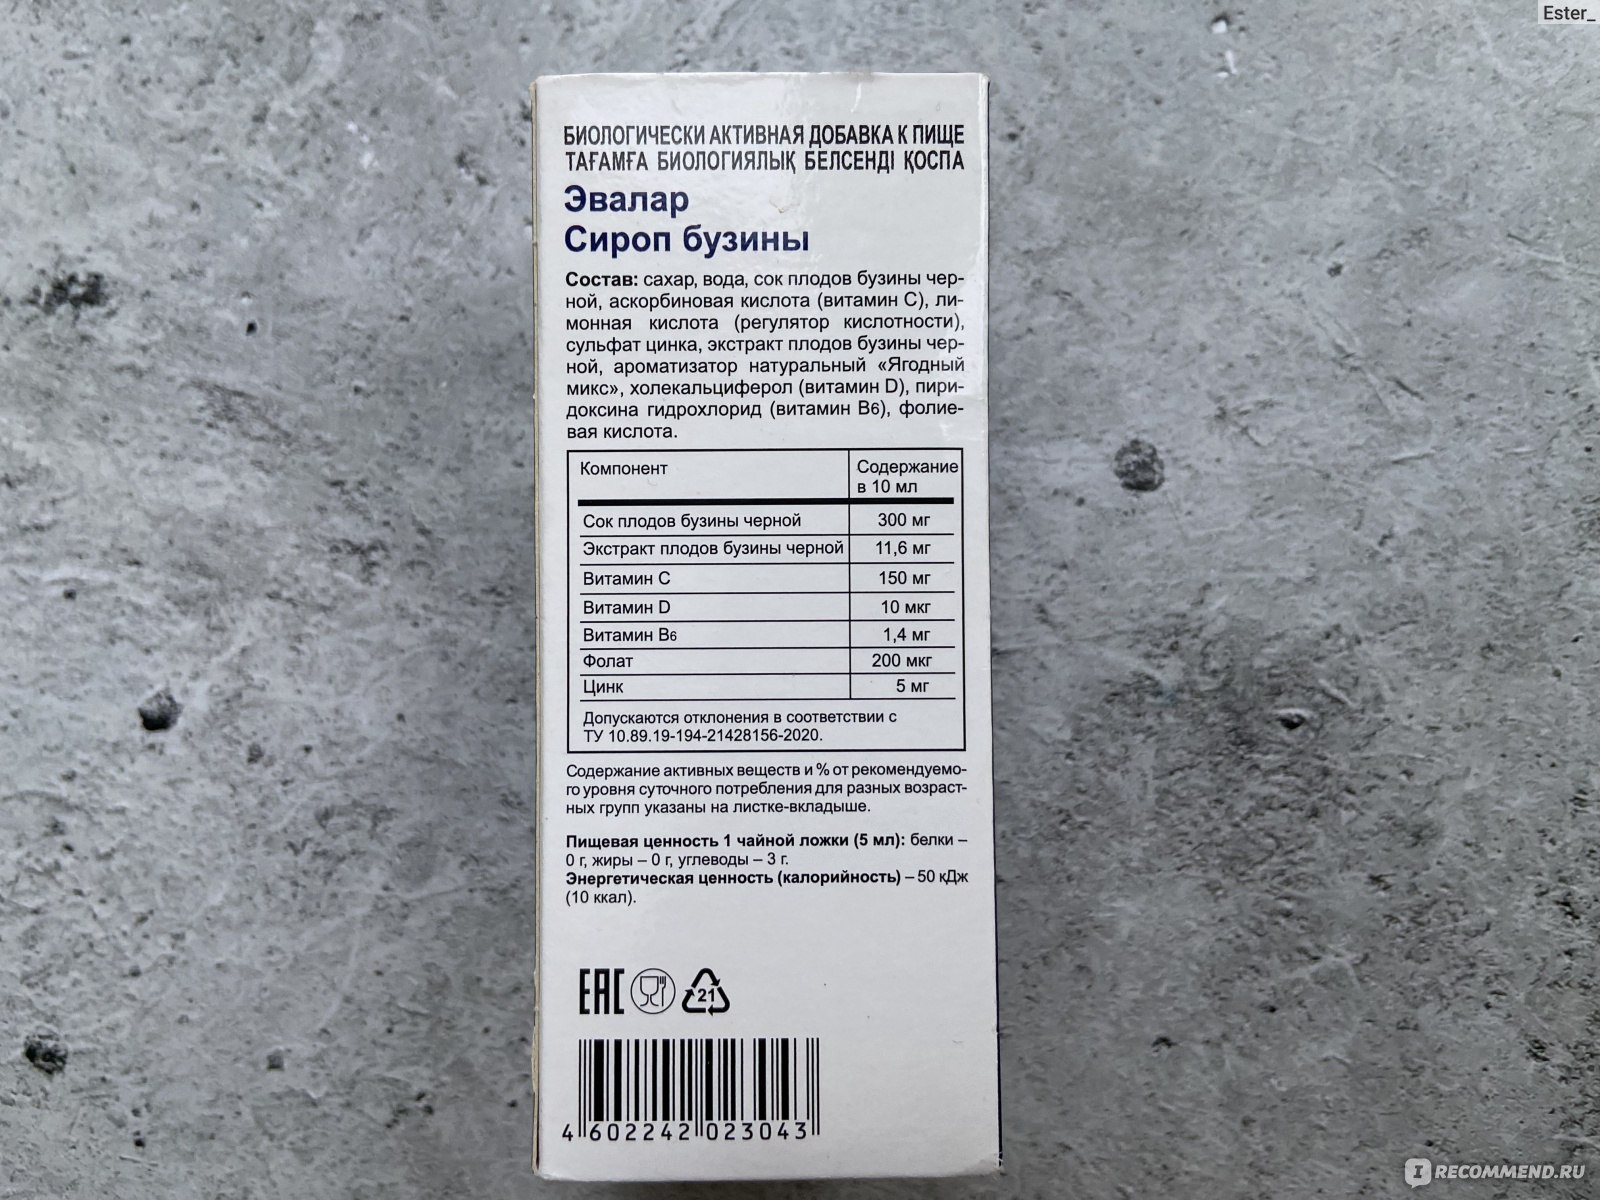 Ester_
БИОЛОГИЧЕСКИ АКТИВНАЯ ДОБАВКА К ПИЩЕ
ТАҒАМҒА БИОЛОГИЯЛЫҚ БЕЛСЕНДІ ҚОСПА
Эвалар
Сироп бузины
Состав: сахар, вода, сок плодов бузины чер-
ной, аскорбиновая кислота (витамин С), ли-
монная кислота (регулятор кислотности),
сульфат цинка, экстракт плодов бузины чер-
ной, ароматизатор натуральный «Ягодный
микс», холекальциферол (витамин D), пири-
доксина гидрохлорид (витамин В6), фолие-
вая кислота.
Компонент Содержание
в 10 мл
Сок плодов бузины черной 300 мг
Экстракт плодов бузины черной 11,6 мг
Витамин С 150 мг
Витамин D 10 мкг
Витамин В6 1,4 мг
Фолат 200 мкг
Цинк 5 мг
Допускаются отклонения в соответствии с
ТУ 10.89.19-194-21428156-2020.
Содержание активных веществ и % от рекомендуемо-
го уровня суточного потребления для разных возраст-
ных групп указаны на листке-вкладыше.
Пищевая ценность 1 чайной ложки (5 мл): белки –
0 г, жиры – 0 г, углеводы – 3 г.
Энергетическая ценность (калорийность) – 50 кДж
(10 ккал).
EAC 21
4 602242 023043
I RECOMMEND.RU